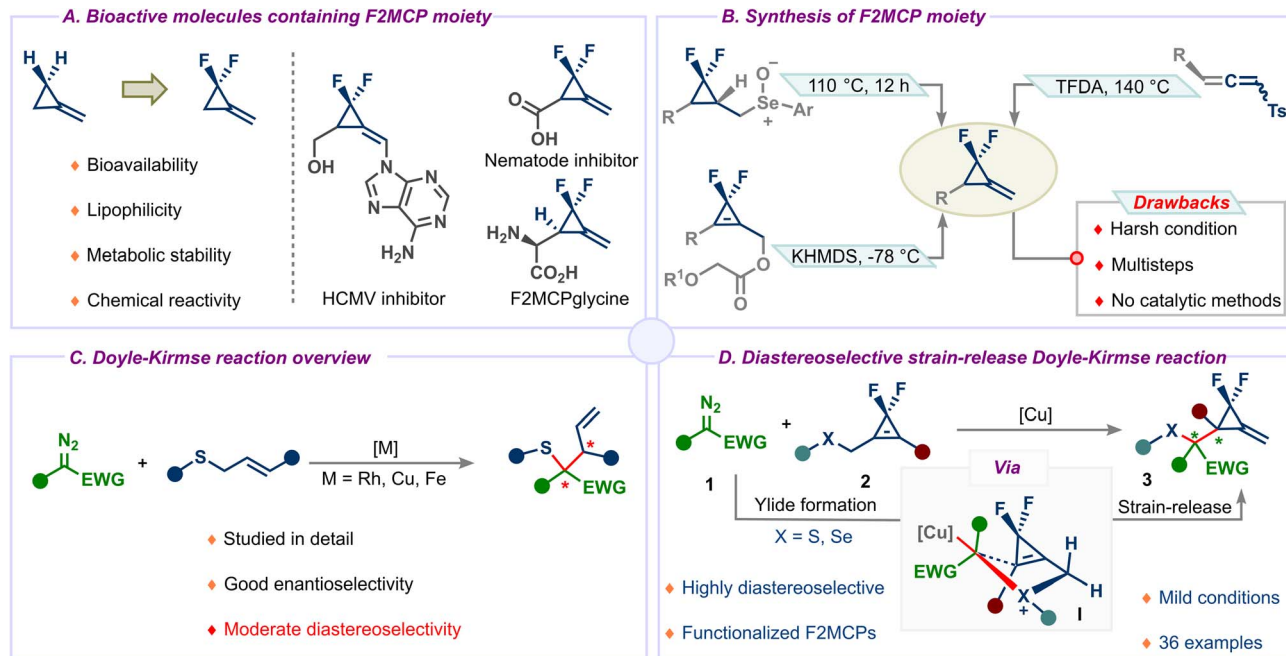 A. Bioactive molecules containing F2MCP moiety
H H
F F
F F
F F
O
OH
OH
Nematode inhibitor
N
N N
N N
NH2
F F
H
H2N
CO2H
HCMV inhibitor
F2MCPglycine
♦ Bioavailability
♦ Lipophilicity
♦ Metabolic stability
♦ Chemical reactivity
B. Synthesis of F2MCP moiety
F F
H
R
O-
Se
+
Ar
110 °C, 12 h
TFDA, 140 °C
R
C
Ts
F F
R
F F
R
O
R1O
O
KHMDS, -78 °C
Drawbacks
♦ Harsh condition
♦ Multisteps
♦ No catalytic methods
C. Doyle-Kirmse reaction overview
N2
EWG
+
S
[M]
M = Rh, Cu, Fe
S
*
*
EWG
♦ Studied in detail
♦ Good enantioselectivity
♦ Moderate diastereoselectivity
D. Diastereoselective strain-release Doyle-Kirmse reaction
N2
EWG
1
+
F F
X
2
[Cu]
F F
X
*
*
EWG
3
Via
Ylide formation
X = S, Se
Strain-release
F F
[Cu]
EWG
H
H
X
+
I
♦ Highly diastereoselective
♦ Functionalized F2MCPs
♦ Mild conditions
♦ 36 examples